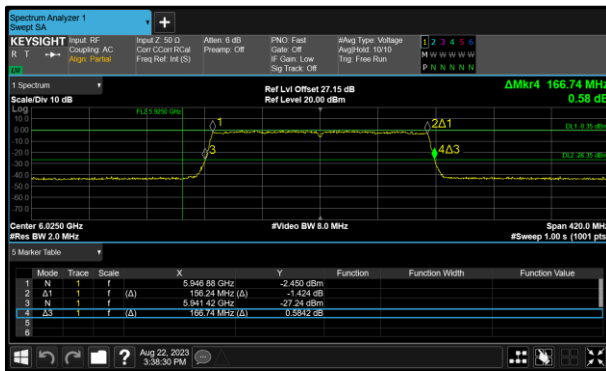 Spectrum Analyzer 1
Swept SA
KEYSIGHT Input: RF Input Z: 50 Ω Atten: 6 dB PNO: Fast #Avg Type: Voltage 1 2 3 4 5 6
R T Coupling: AC Corr CCorr RCal Preamp: Off Gate: Off Avg|Hold: 10/10 M W W W W W
Align: Partial Freq Ref: Int (S) IF Gain: Low Trig: Free Run P N N N N N
Sig Track: Off
1 Spectrum Ref Lvl Offset 27.15 dB ΔMkr4 166.74 MHz
Scale/Div 10 dB Ref Level 20.00 dBm 0.58 dB
Log
10.0
0.00
-10.0
-20.0
-30.0
-40.0
-50.0
-60.0
-70.0
1
2Δ1
DL1 -0.35 dBm
3
4Δ3
DL2 -26.35 dBm
Center 6.0250 GHz #Video BW 8.0 MHz Span 420.0 MHz
#Res BW 2.0 MHz #Sweep 1.00 s (1001 pts
5 Marker Table
Mode Trace Scale X Y Function Function Width Function Value
1 N 1 f 5.946 88 GHz -2.450 dBm
2 Δ1 1 f (Δ) 156.24 MHz (Δ) -1.424 dB
3 N 1 f 5.941 42 GHz -27.24 dBm
4 Δ3 1 f (Δ) 166.74 MHz (Δ) 0.5842 dB
5
6
? Aug 22, 2023
3:38:30 PM